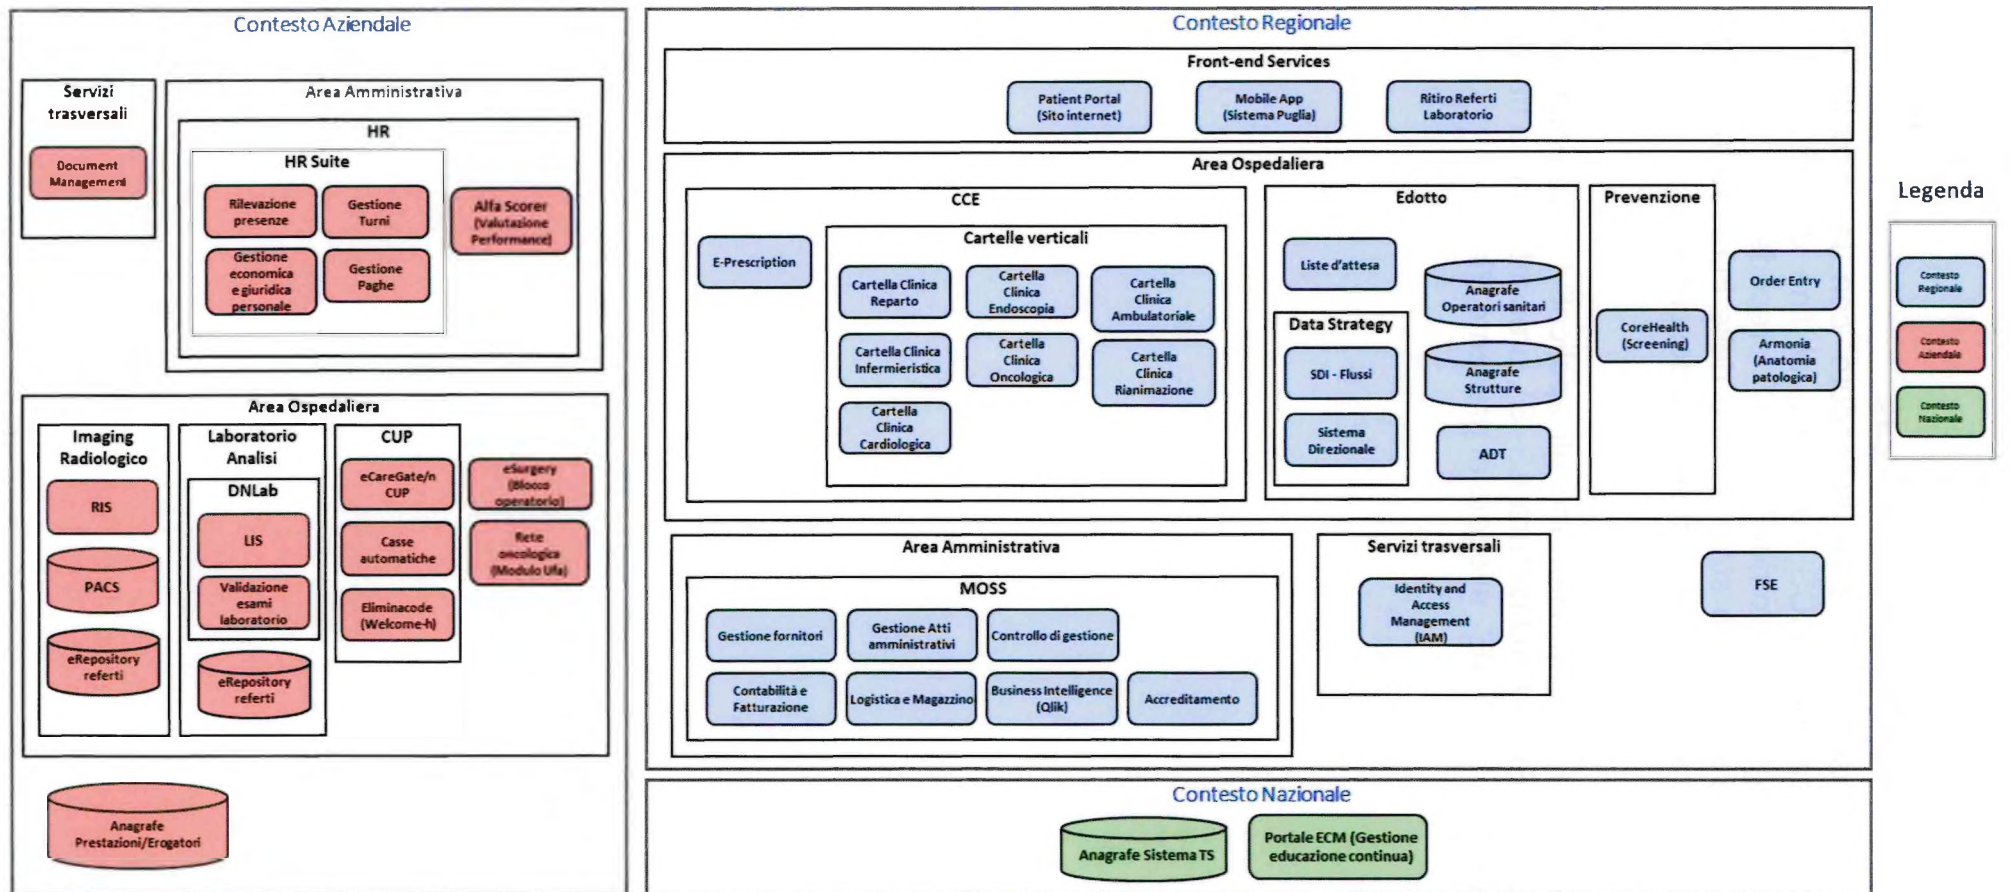 Contesto Aziendale
Servizi
trasversali
Document
Management
Area Amministrativa
HR
HR Suite
Rilevazione
presenze
Gestione
Turni
Gestione
economica
e giuridica
personale
Gestione
Paghe
Alfa Scorer
(Valutazione
Performance)
Area Ospedaliera
Imaging
Radiologico
RIS
PACS
eRepository
referti
Laboratorio
Analisi
DNLab
LIS
Validazione
esami
laboratorio
eRepository
referti
CUP
eCareGate/n
CUP
Casse
automatiche
Eliminacode
(Welcome-h)
eSurgery
(Blocco
operatorio)
Rete
oncologica
(Modulo Ufa)
Anagrafe
Prestazioni/Erogatori
Contesto Regionale
Front-end Services
Patient Portal
(Sito internet)
Mobile App
(Sistema Puglia)
Ritiro Referti
Laboratorio
Area Ospedaliera
CCE
E-Prescription
Cartelle verticali
Cartella Clinica
Reparto
Cartella
Clinica
Endoscopia
Cartella
Clinica
Ambulatoriale
Cartella Clinica
Infermieristica
Cartella
Clinica
Oncologica
Cartella
Clinica
Rianimazione
Cartella
Clinica
Cardiologica
Edotto
Liste d'attesa
Data Strategy
SDI - Flussi
Sistema
Direzionale
Anagrafe
Operatori sanitari
Anagrafe
Strutture
ADT
Prevenzione
CoreHealth
(Screening)
Order Entry
Armonia
(Anatomia
patologica)
Area Amministrativa
MOSS
Gestione fornitori
Gestione Atti
amministrativi
Controllo di gestione
Contabilità e
Fatturazione
Logistica e Magazzino
Business Intelligence
(Qlik)
Accreditamento
Servizi trasversali
Identity and
Access
Management
(IAM)
FSE
Contesto Nazionale
Anagrafe Sistema TS
Portale ECM (Gestione
educazione continua)
Legenda
Contesto
Regionale
Contesto
Aziendale
Contesto
Nazionale